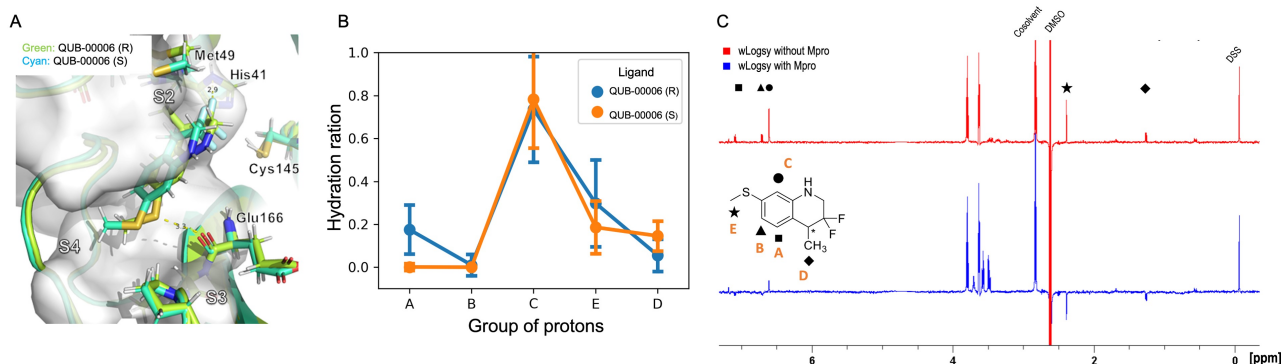 A
Green: QUB-00006 (R)
Cyan: QUB-00006 (S)
Met49
His41
S2
2,9
Cys145
Glu166
3.3
S4
S3
B
Hydration ration
1.0
0.8
0.6
0.4
0.2
0.0
Ligand
QUB-00006 (R)
QUB-00006 (S)
A
B
C
E
D
Group of protons
C
wLogsy without Mpro
wLogsy with Mpro
Cosolvent
DMSO
DSS
C
H
N
S
F
F
*
CH3
E
B
A
D
6
4
2
0
[ppm]